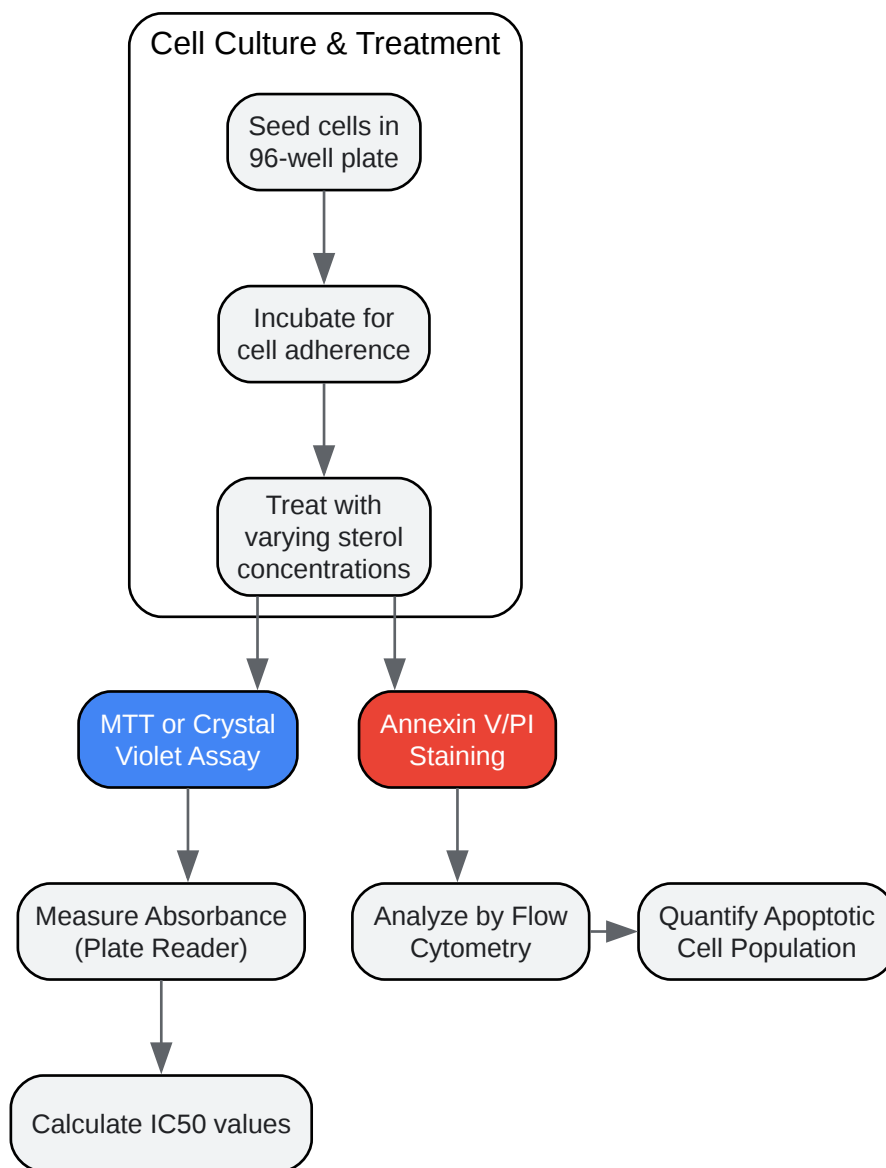 Cell Culture & Treatment
Seed cells in
96-well plate
Incubate for
cell adherence
Treat with
varying sterol
concentrations
MTT or Crystal
Violet Assay
Annexin V/PI
Staining
Measure Absorbance
(Plate Reader)
Analyze by Flow
Cytometry
Quantify Apoptotic
Cell Population
Calculate IC50 values